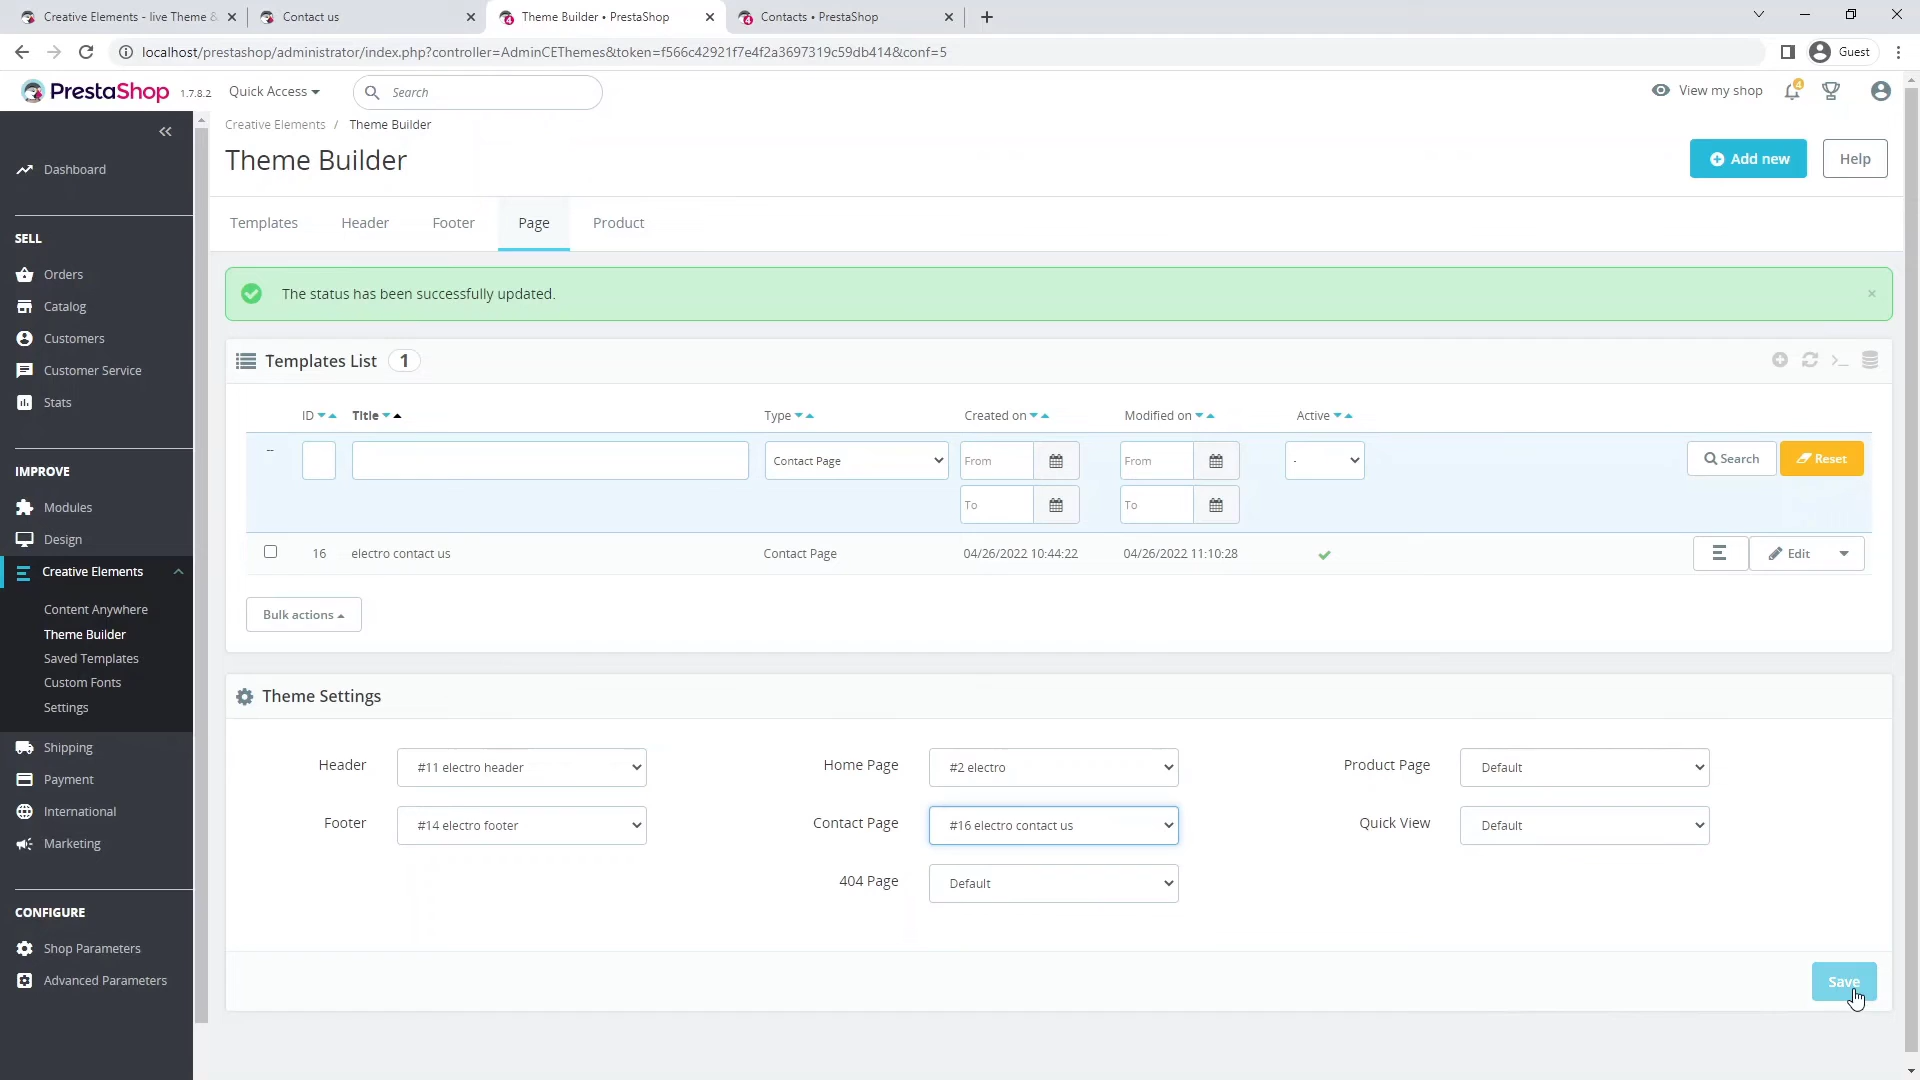 Creative Elements - live Theme &
Contact us
Theme Builder • PrestaShop
Contacts • PrestaShop
localhost/prestashop/administrator/index.php?controller=AdminCEThemes&token=f566c42921f7e4f2a3697319c59db414&conf=5
Guest
PrestaShop 1.7.8.2
Quick Access
Search
View my shop
4
Creative Elements / Theme Builder
Theme Builder
Add new
Help
Templates
Header
Footer
Page
Product
Dashboard
SELL
Orders
Catalog
Customers
Customer Service
Stats
IMPROVE
Modules
Design
Creative Elements
Content Anywhere
Theme Builder
Saved Templates
Custom Fonts
Settings
Shipping
Payment
International
Marketing
CONFIGURE
Shop Parameters
Advanced Parameters
The status has been successfully updated.
×
Templates List 1
ID Title Type Created on Modified on Active
-- Contact Page From From - Search Reset
To To
16 electro contact us Contact Page 04/26/2022 10:44:22 04/26/2022 11:10:28 Edit
Bulk actions
Theme Settings
Header #11 electro header Home Page #2 electro Product Page Default
Footer #14 electro footer Contact Page #16 electro contact us Quick View Default
404 Page Default
Save